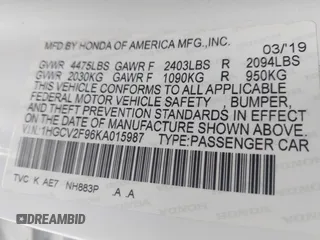 MFD.BY HONDA OF AMERICA MFG.,INC. 03/'19
GVWR 4475LBS GAWR F 2403LBS R 2094LBS
GVWR 2030KG GAWR F 1090KG R 950KG
THIS VEHICLE CONFORMS TO ALL APPLICABLE
FEDERAL MOTOR VEHICLE SAFETY, BUMPER,
AND THEFT PREVENTION STANDARDS IN EFFECT
ON THE DATE OF MANUFACTURE SHOWN ABOVE.
V.I.N.:1HGCV2F96KA015987 TYPE:PASSENGER CAR
TVC K AE7 NH883P .A .A
DREAMBID